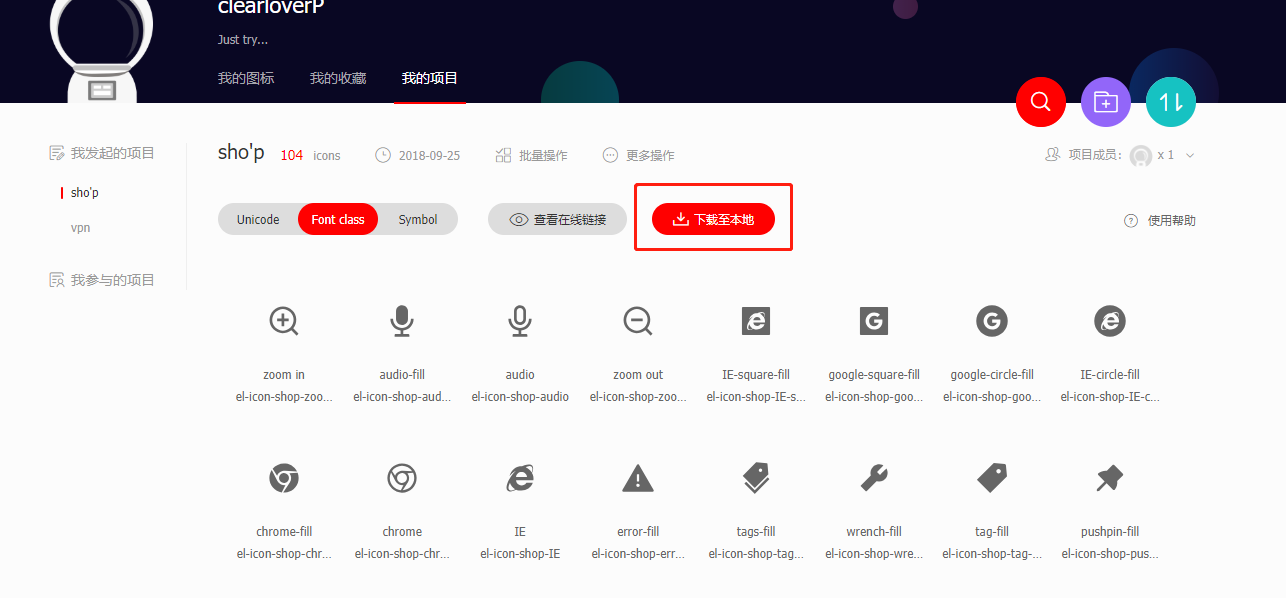 clearloverP
Just try...
我的图标 我的收藏 我的项目
我发起的项目
sho'p
vpn
我参与的项目
sho'p 104 icons 2018-09-25 批量操作 更多操作 项目成员: x 1
Unicode Font class Symbol 查看在线链接 下载至本地 使用帮助
zoom in audio-fill audio zoom out IE-square-fill google-square-fill google-circle-fill IE-circle-fill
el-icon-shop-zoo... el-icon-shop-aud... el-icon-shop-audio el-icon-shop-zoo... el-icon-shop-IE-s... el-icon-shop-goo... el-icon-shop-goo... el-icon-shop-IE-c...
chrome-fill chrome IE error-fill tags-fill wrench-fill tag-fill pushpin-fill
el-icon-shop-chr... el-icon-shop-chr... el-icon-shop-IE el-icon-shop-err... el-icon-shop-tag... el-icon-shop-wre... el-icon-shop-tag-... el-icon-shop-pus...